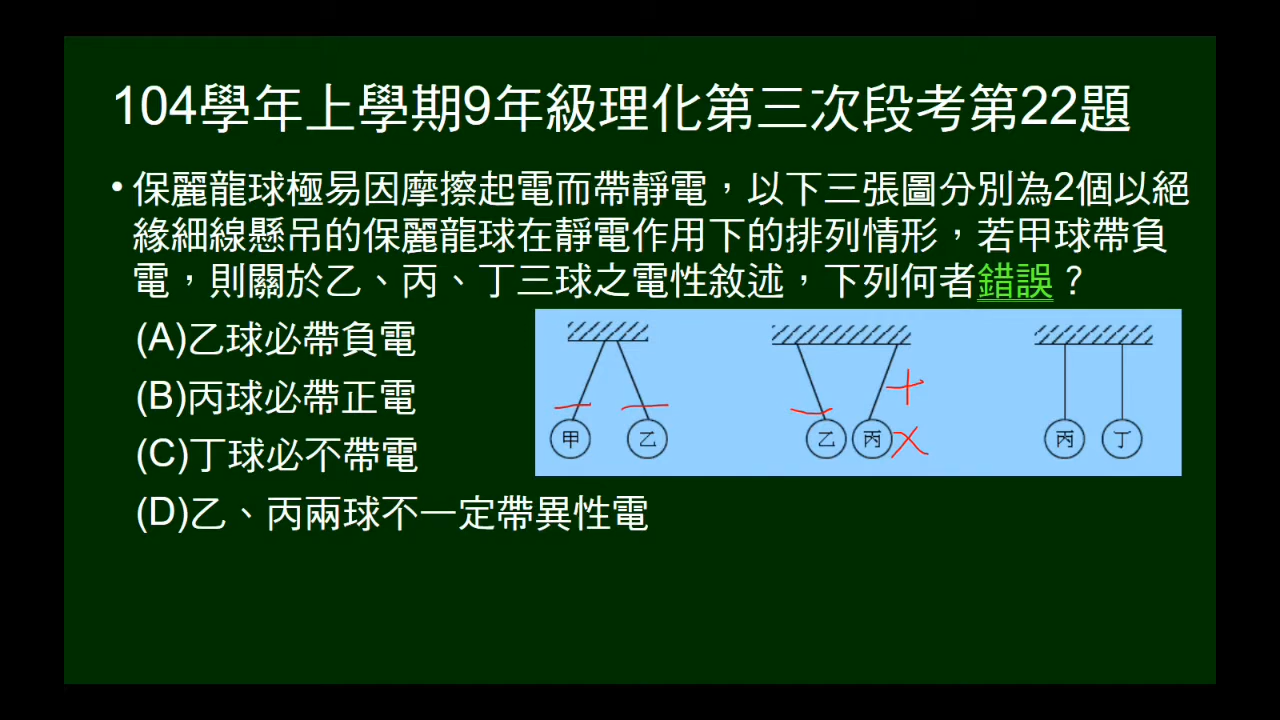 104學年上學期9年級理化第三次段考第22題
• 保麗龍球極易因摩擦起電而帶靜電，以下三張圖分別為2個以絕
緣細線懸吊的保麗龍球在靜電作用下的排列情形，若甲球帶負
電，則關於乙、丙、丁三球之電性敘述，下列何者錯誤？
(A)乙球必帶負電
(B)丙球必帶正電
(C)丁球必不帶電
(D)乙、丙兩球不一定帶異性電
− − − +
甲 乙 乙 丙 × 丙 丁